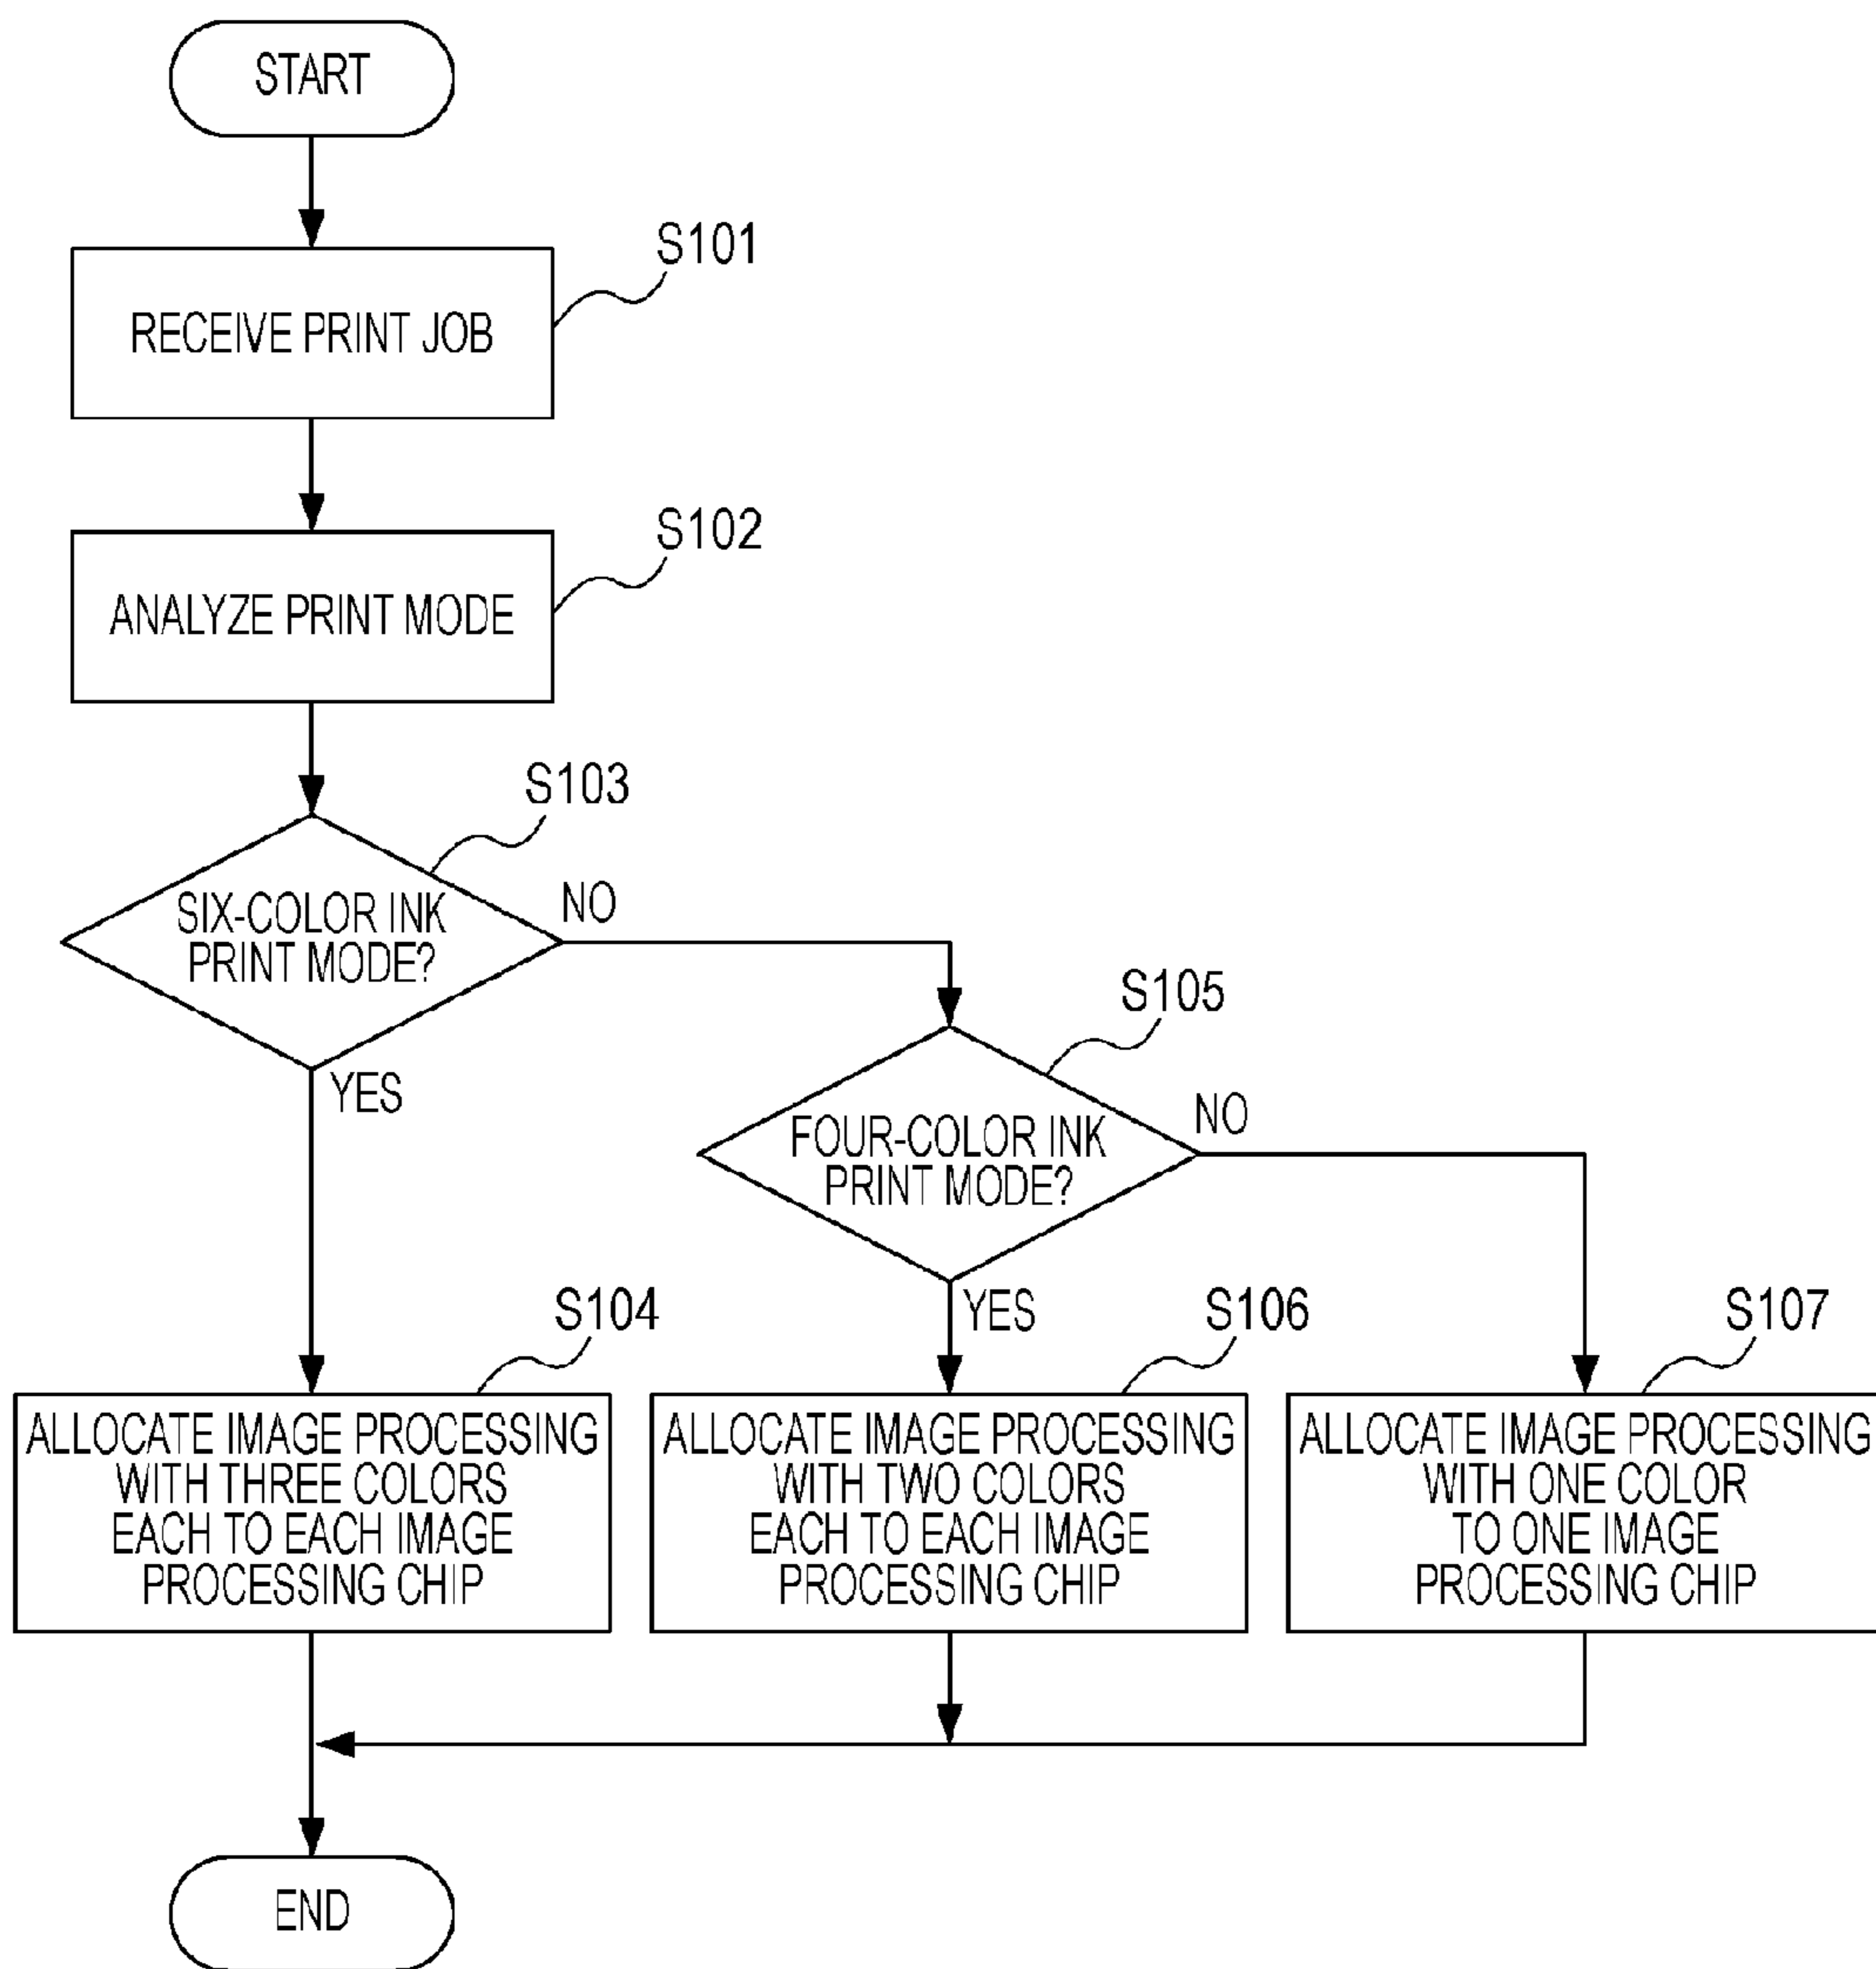 START
S101
RECEIVE PRINT JOB
S102
ANALYZE PRINT MODE
S103
SIX-COLOR INK
PRINT MODE?
NO
YES
S105
FOUR-COLOR INK
PRINT MODE?
NO
YES
S104
ALLOCATE IMAGE PROCESSING
WITH THREE COLORS
EACH TO EACH IMAGE
PROCESSING CHIP
S106
ALLOCATE IMAGE PROCESSING
WITH TWO COLORS
EACH TO EACH IMAGE
PROCESSING CHIP
S107
ALLOCATE IMAGE PROCESSING
WITH ONE COLOR
TO ONE IMAGE
PROCESSING CHIP
END